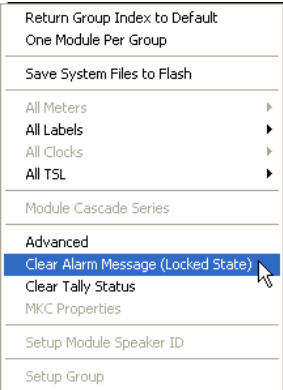 Return Group Index to Default
One Module Per Group
Save System Files to Flash
All Meters
All Labels
All Clocks
All TSL
Module Cascade Series
Advanced
Clear Alarm Message (Locked State)
Clear Tally Status
MKC Properties
Setup Module Speaker ID
Setup Group